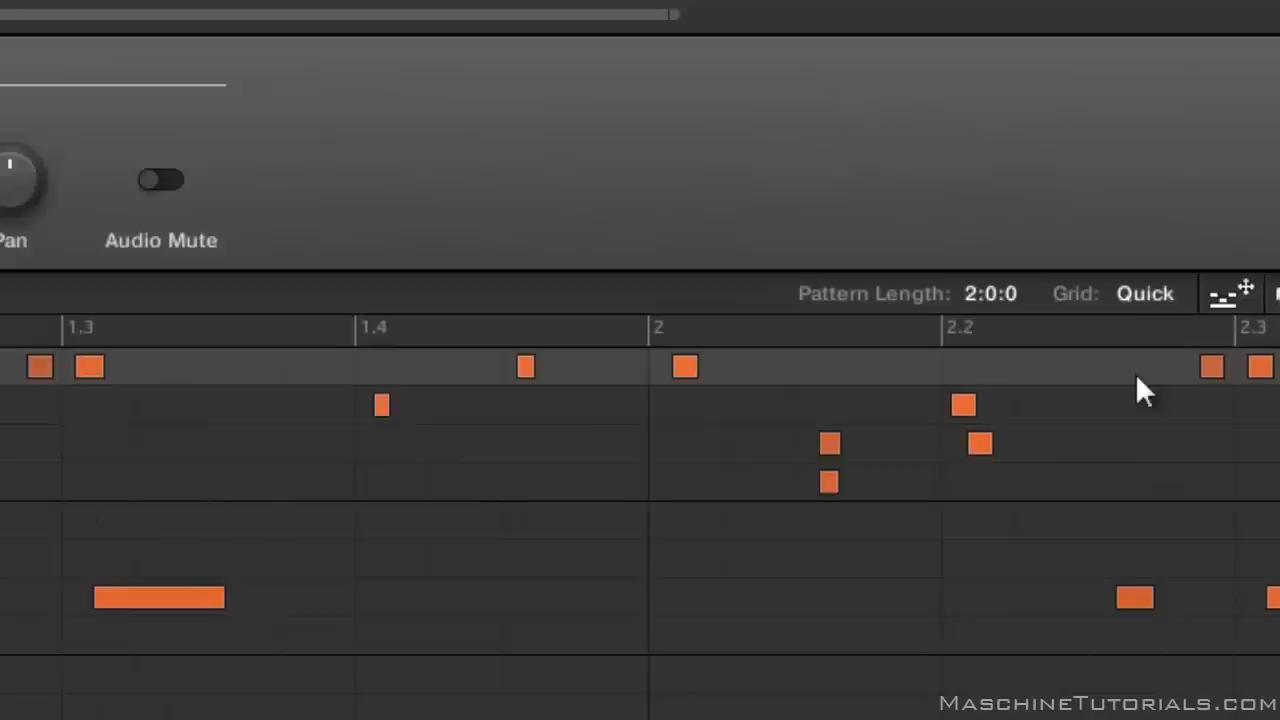 Pan
Audio Mute
Pattern Length: 2:0:0 Grid: Quick
1.3 1.4 2 2.2 2.3
MaschineTutorials.com